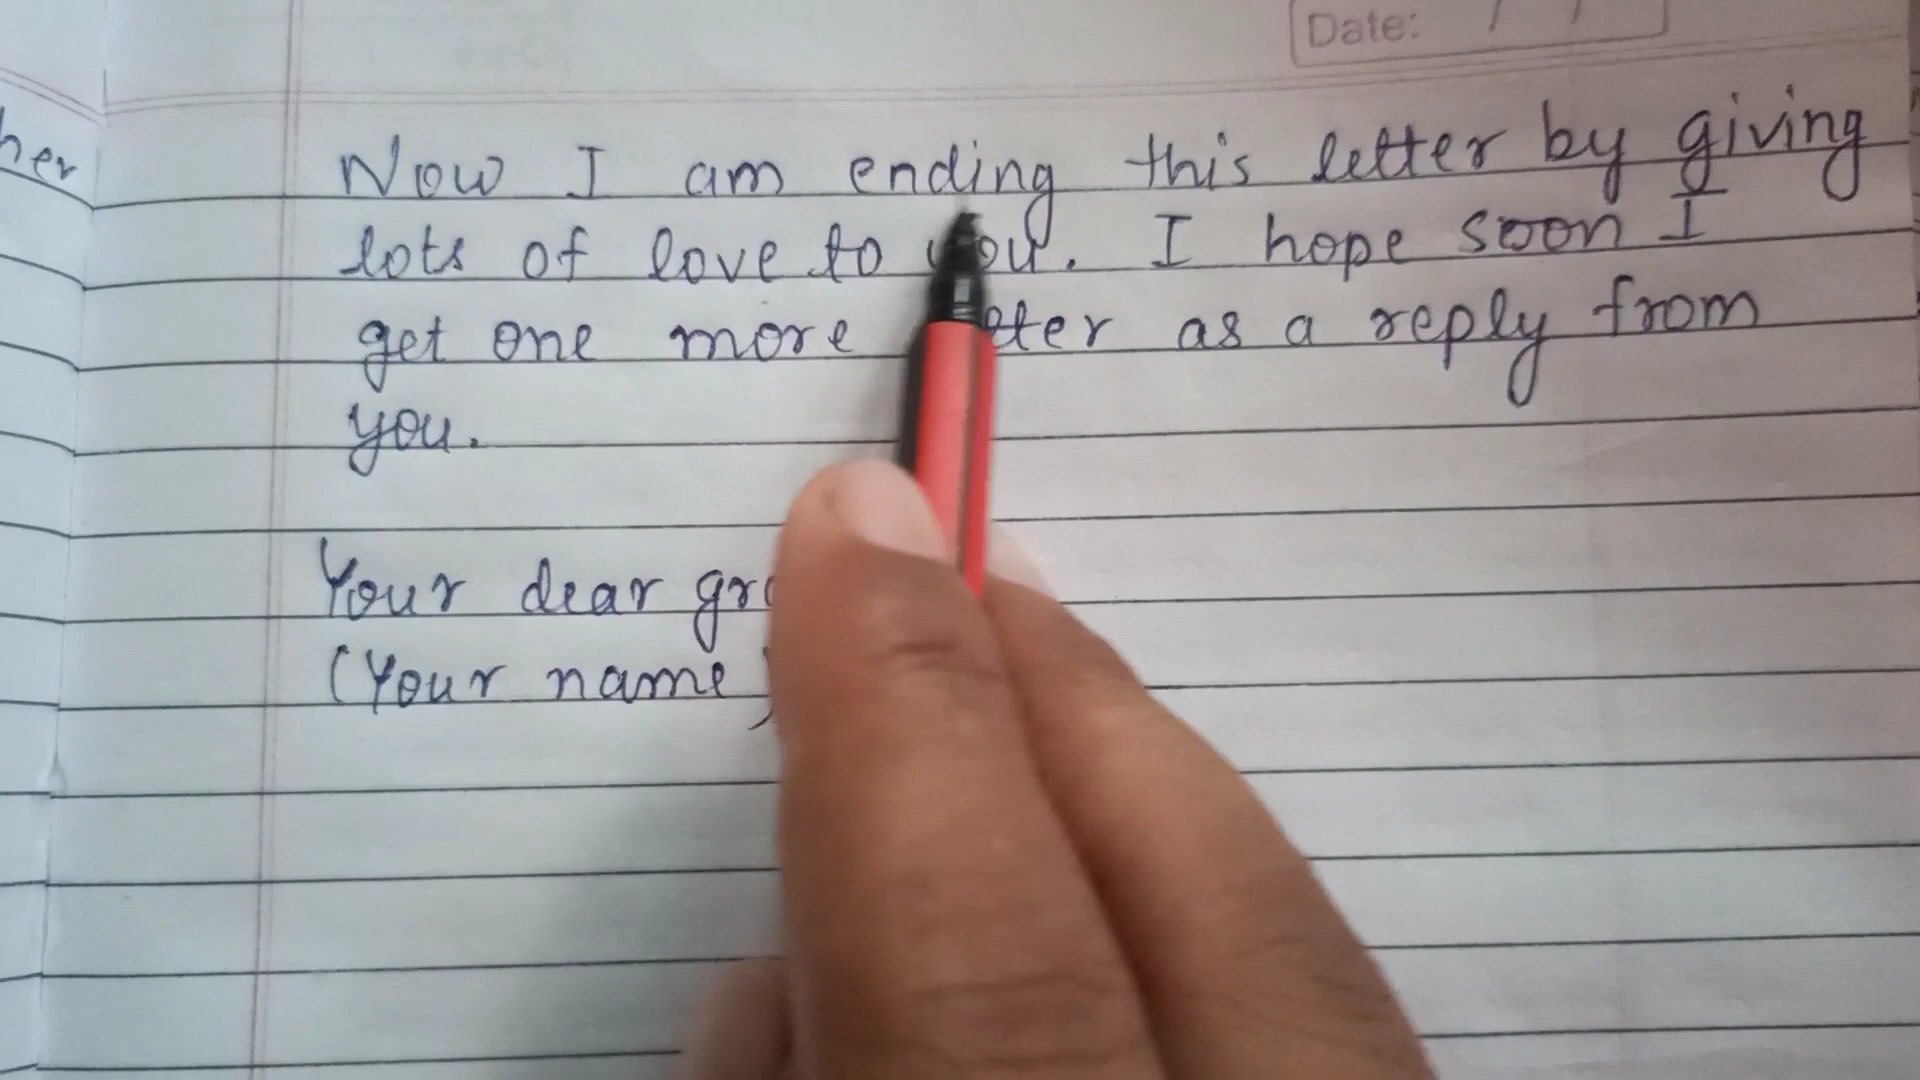 Date: / /
her
Now I am ending this letter by giving
lots of love to you. I hope soon I
get one more as a reply from
you.
Your dear
(Your name)